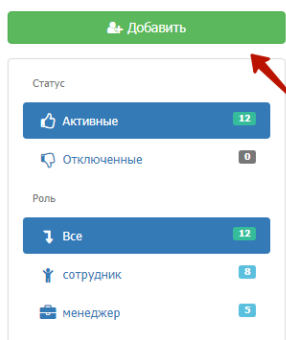 Добавить
Статус
Активные 12
Отключенные 0
Роль
Все 12
сотрудник 8
менеджер 5